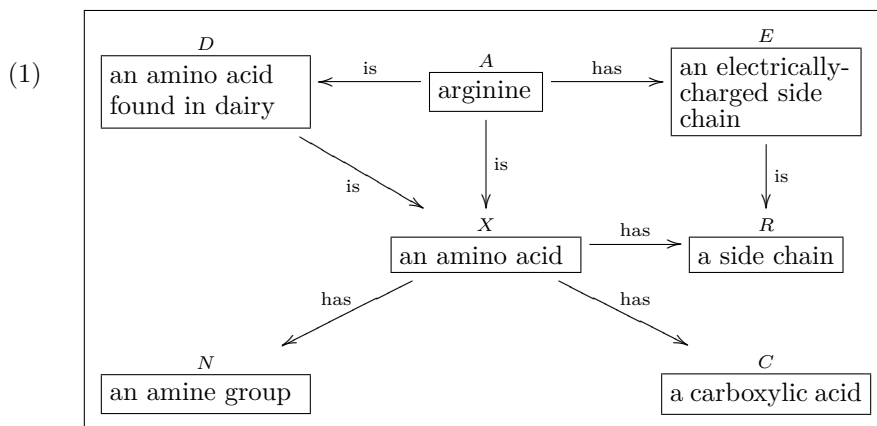 (1)
D
an amino acid
found in dairy
is
A
arginine
has
E
an electrically-
charged side
chain
is
is
is
X
an amino acid
has
R
a side chain
has
has
N
an amine group
C
a carboxylic acid